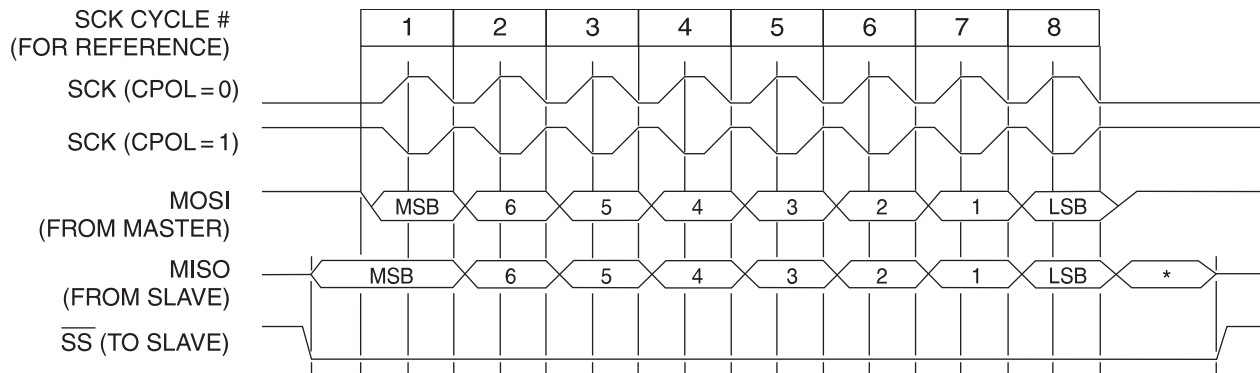 SCK CYCLE # 1 2 3 4 5 6 7 8
(FOR REFERENCE)
SCK (CPOL = 0)
SCK (CPOL = 1)
MOSI MSB 6 5 4 3 2 1 LSB
(FROM MASTER)
MISO MSB 6 5 4 3 2 1 LSB *
(FROM SLAVE)
S̅S̅ (TO SLAVE)